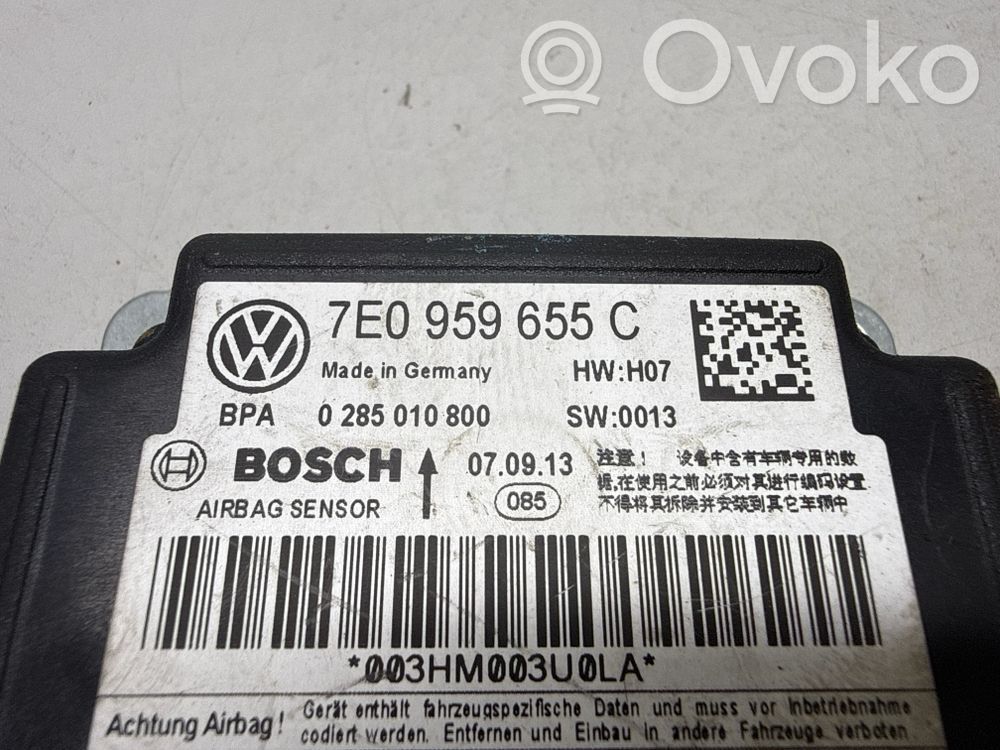 Ovoko
7E0 959 655 C
Made in Germany HW:H07
BPA 0 285 010 800 SW:0013
BOSCH 07.09.13
AIRBAG SENSOR 085
注意！ 设备中含有车辆专用的数
据,在使用之前必须对其进行编码设置
不得将其拆除并安装到其它车辆中
*003HM003U0LA*
Achtung Airbag! Gerät enthält fahrzeugspezifische Daten und muss vor Inbetriebnahme
codiert werden. Entfernen und Einbau in andere Fahrzeuge verboten